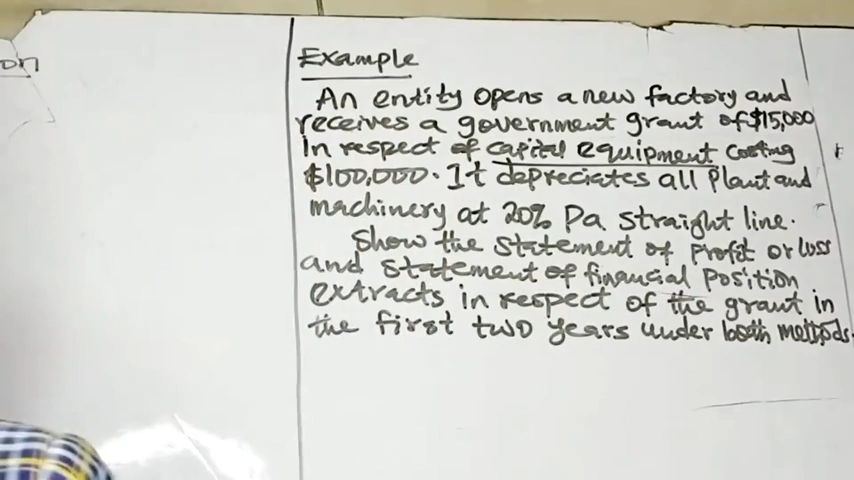 on
Example
An entity opens a new factory and
receives a government grant of $15,000
in respect of capital equipment costing
$100,000. It depreciates all plant and
machinery at 20% Pa straight line.
Show the statement of Profit or loss
and statement of financial Position
extracts in respect of the grant in
the first two years under both methods.